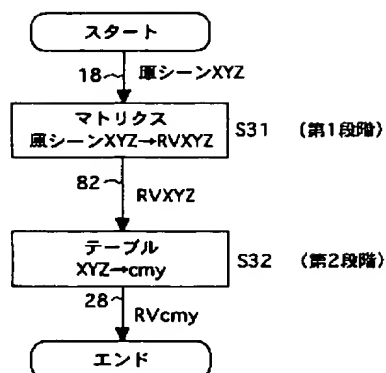 スタート
18 原シーンXYZ
マトリクス
原シーンXYZ→RVXYZ
S31 (第1段階)
82
RVXYZ
テーブル
XYZ→cmy
S32 (第2段階)
28
RVcmy
エンド